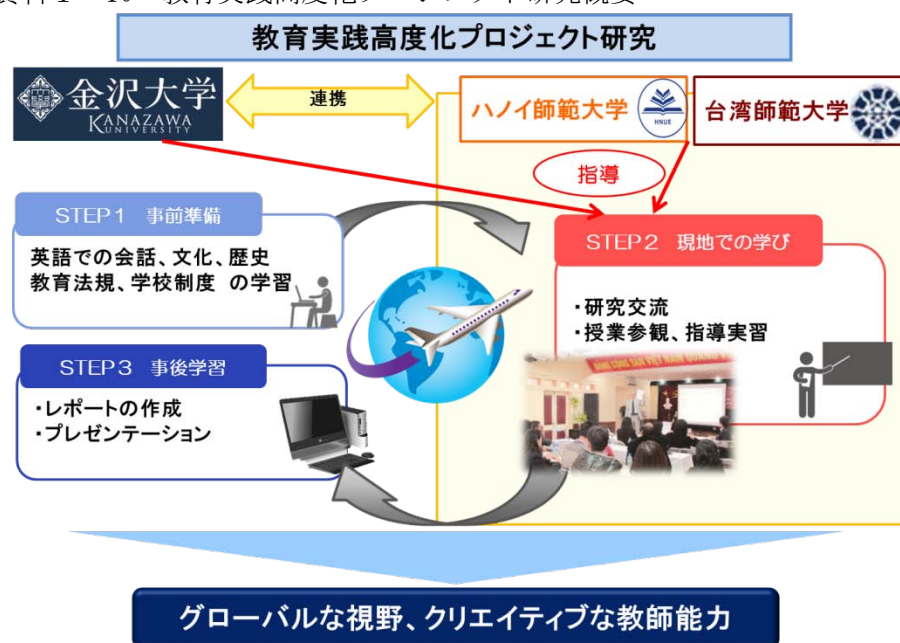 教育実践高度化プロジェクト研究
金沢大学
KANAZAWA
UNIVERSITY
連携
ハノイ師範大学
HNUE
台湾師範大学
指導
STEP1 事前準備
英語での会話、文化、歴史
教育法規、学校制度 の学習
STEP2 現地での学び
・研究交流
・授業参観、指導実習
STEP3 事後学習
・レポートの作成
・プレゼンテーション
グローバルな視野、クリエイティブな教師能力